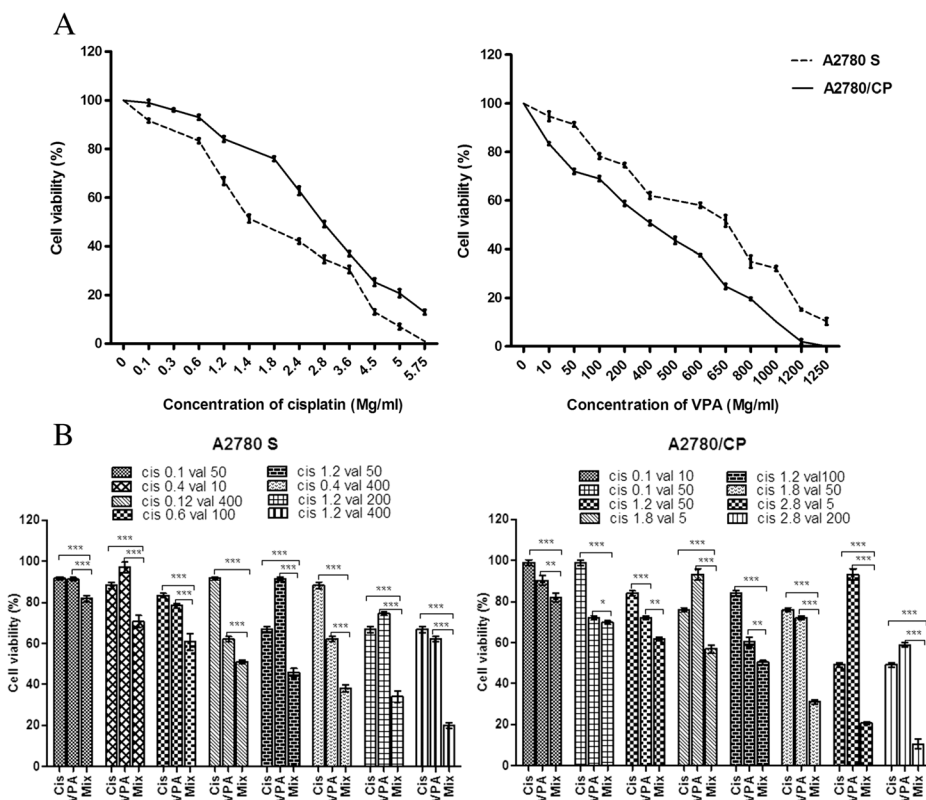 A
120
100
80
60
40
20
0
Cell viability (%)
0 0.1 0.3 0.6 1.2 1.4 1.8 2.4 2.8 3.6 4.5 5 5.75
Concentration of cisplatin (Mg/ml)
120
100
80
60
40
20
0
Cell viability (%)
0 10 50 100 200 400 500 600 650 800 1000 1200 1250
Concentration of VPA (Mg/ml)
A2780 S
A2780/CP
B
A2780 S
cis 0.1 val 50
cis 0.4 val 10
cis 0.12 val 400
cis 0.6 val 100
cis 1.2 val 50
cis 0.4 val 400
cis 1.2 val 200
cis 1.2 val 400
120
100
80
60
40
20
0
Cell viability (%)
*** *** *** *** *** *** *** ***
*** *** *** *** *** *** *** ***
Cis VPA Mix Cis VPA Mix Cis VPA Mix Cis VPA Mix Cis VPA Mix Cis VPA Mix Cis VPA Mix Cis VPA Mix
A2780/CP
cis 0.1 val 10
cis 0.1 val 50
cis 1.2 val 50
cis 1.8 val 5
cis 1.2 val100
cis 1.8 val 50
cis 2.8 val 5
cis 2.8 val 200
120
100
80
60
40
20
0
Cell viability (%)
*** *** *** *** *** *** *** ***
** * ** *** ** *** *** ***
Cis VPA Mix Cis VPA Mix Cis VPA Mix Cis VPA Mix Cis VPA Mix Cis VPA Mix Cis VPA Mix Cis VPA Mix